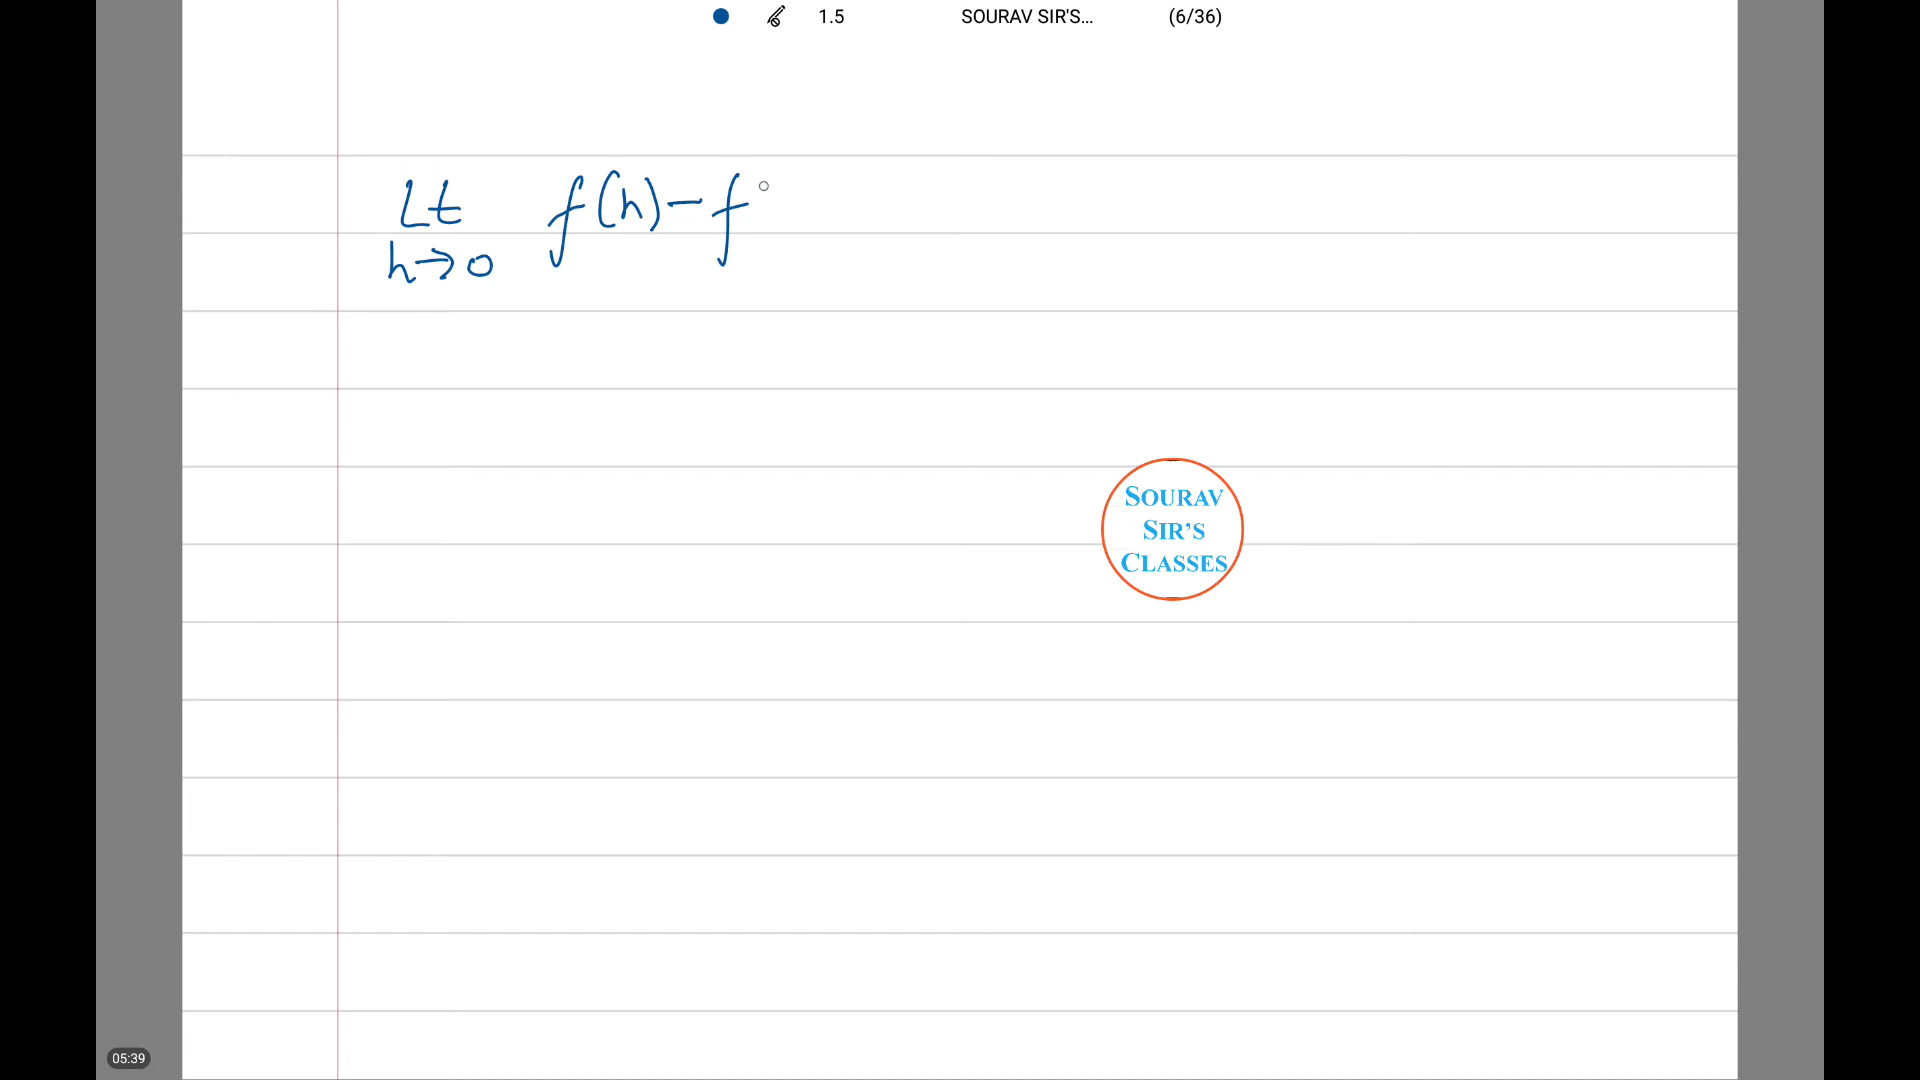 1.5 SOURAV SIR'S... (6/36)
Lt f(h)-f
h→0
SOURAV
SIR'S
CLASSES
05:39